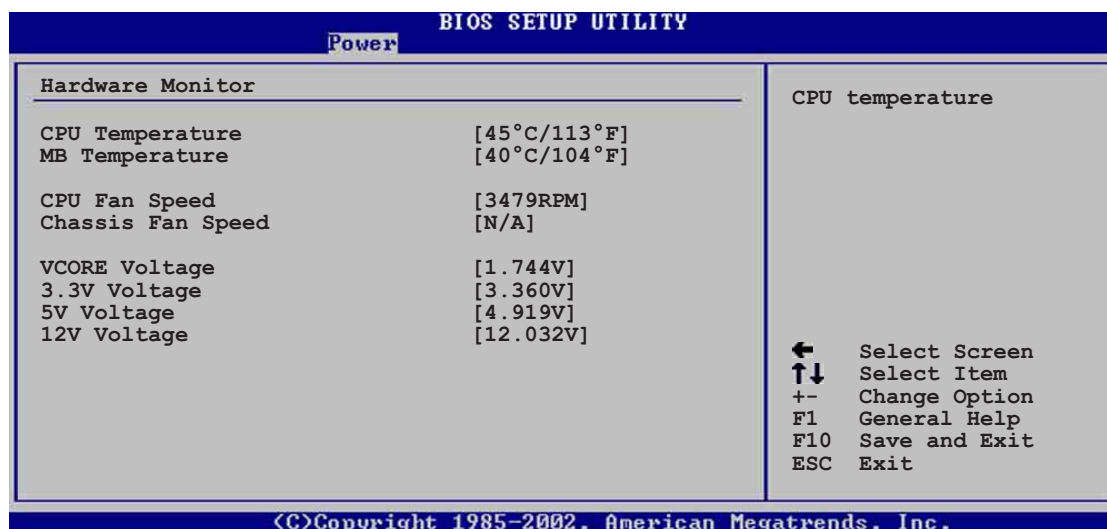 BIOS SETUP UTILITY
Power
Hardware Monitor
CPU Temperature [45°C/113°F]
MB Temperature [40°C/104°F]
CPU Fan Speed [3479RPM]
Chassis Fan Speed [N/A]
VCORE Voltage [1.744V]
3.3V Voltage [3.360V]
5V Voltage [4.919V]
12V Voltage [12.032V]
CPU temperature
← Select Screen
↑↓ Select Item
+- Change Option
F1 General Help
F10 Save and Exit
ESC Exit
(C)Copyright 1985-2002, American Megatrends, Inc.